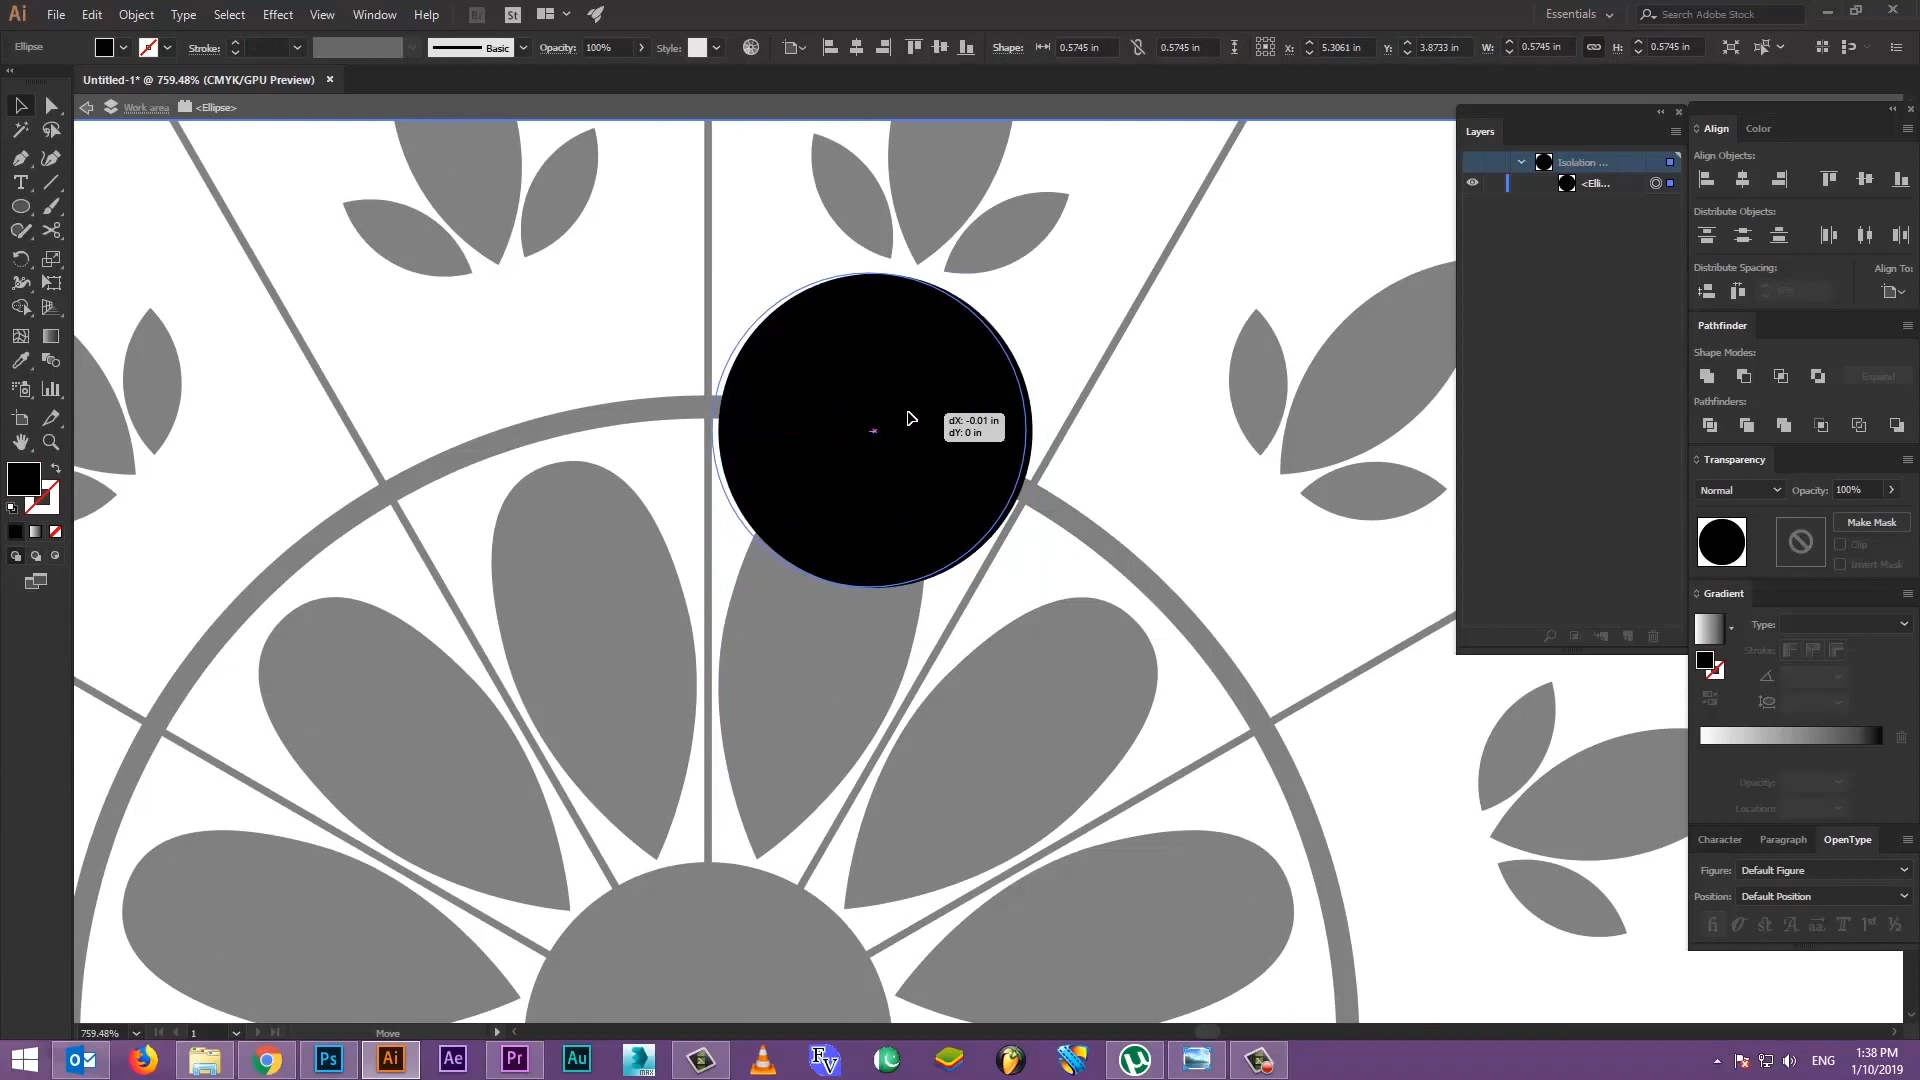 Ai File Edit Object Type Select Effect View Window Help Br St Essentials Search Adobe Stock
Ellipse Stroke: Basic Opacity: 100% Style: Shape: 0.5745 in 0.5745 in X: 5.3061 in Y: 3.8733 in W: 0.5745 in H: 0.5745 in
Untitled-1* @ 759.48% (CMYK/GPU Preview)
Work area <Ellipse>
Layers
Isolation ...
<Elli...
Align Color
Align Objects:
Distribute Objects:
Distribute Spacing: Align To:
Pathfinder
Shape Modes:
Expand
Pathfinders:
Transparency
Normal Opacity: 100%
Make Mask
Clip
Invert Mask
Gradient
Type:
Stroke:
Opacity:
Location:
Character Paragraph OpenType
Figure: Default Figure
Position: Default Position
dX: -0.01 in
dY: 0 in
759.48% 1 Move
Ps Ai Ae Pr Au MAX FV ENG 1:38 PM
1/10/2019